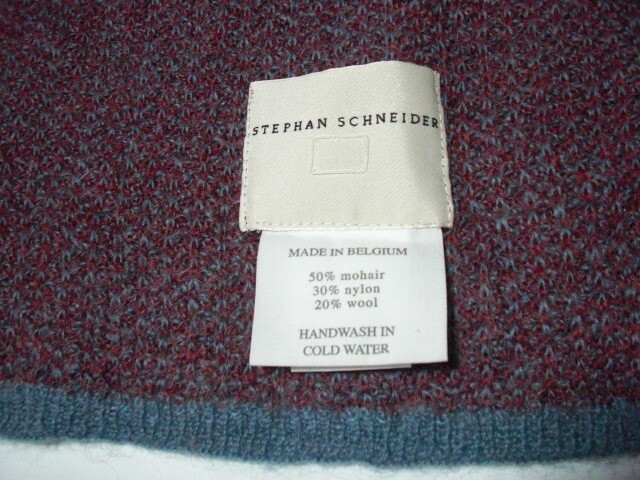 STEPHAN SCHNEIDER
MADE IN BELGIUM
50% mohair
30% nylon
20% wool
HANDWASH IN
COLD WATER